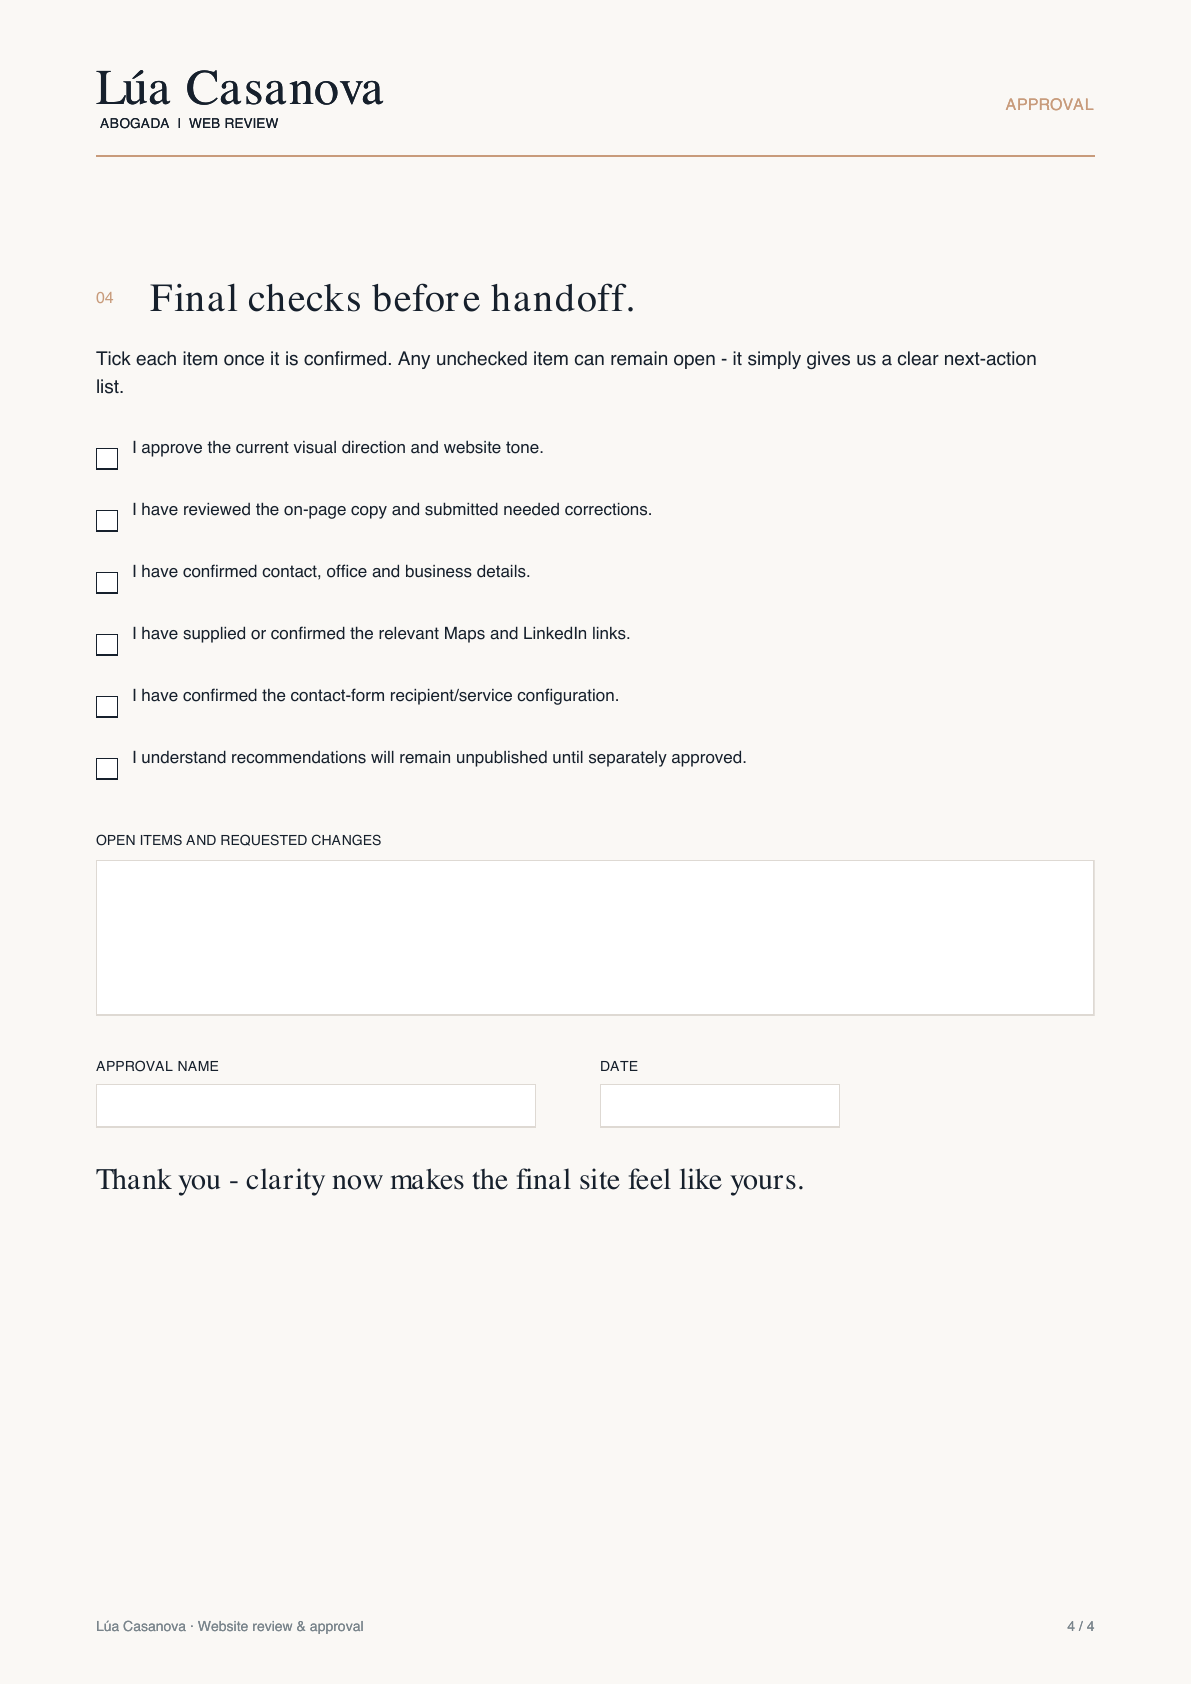 Lúa Casanova
ABOGADA | WEB REVIEW
APPROVAL
04 Final checks before handoff.
Tick each item once it is confirmed. Any unchecked item can remain open - it simply gives us a clear next-action
list.
I approve the current visual direction and website tone.
I have reviewed the on-page copy and submitted needed corrections.
I have confirmed contact, office and business details.
I have supplied or confirmed the relevant Maps and LinkedIn links.
I have confirmed the contact-form recipient/service configuration.
I understand recommendations will remain unpublished until separately approved.
OPEN ITEMS AND REQUESTED CHANGES
APPROVAL NAME
DATE
Thank you - clarity now makes the final site feel like yours.
Lúa Casanova · Website review & approval
4 / 4